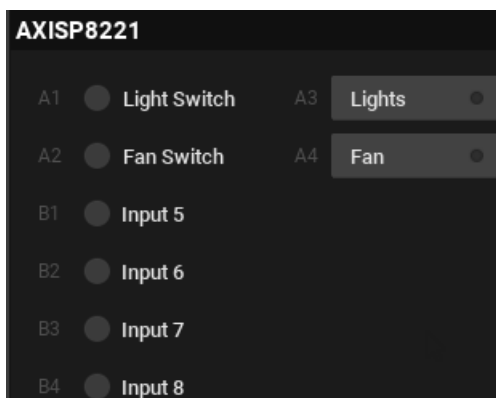 AXISP8221
A1 Light Switch A3 Lights
A2 Fan Switch A4 Fan
B1 Input 5
B2 Input 6
B3 Input 7
B4 Input 8